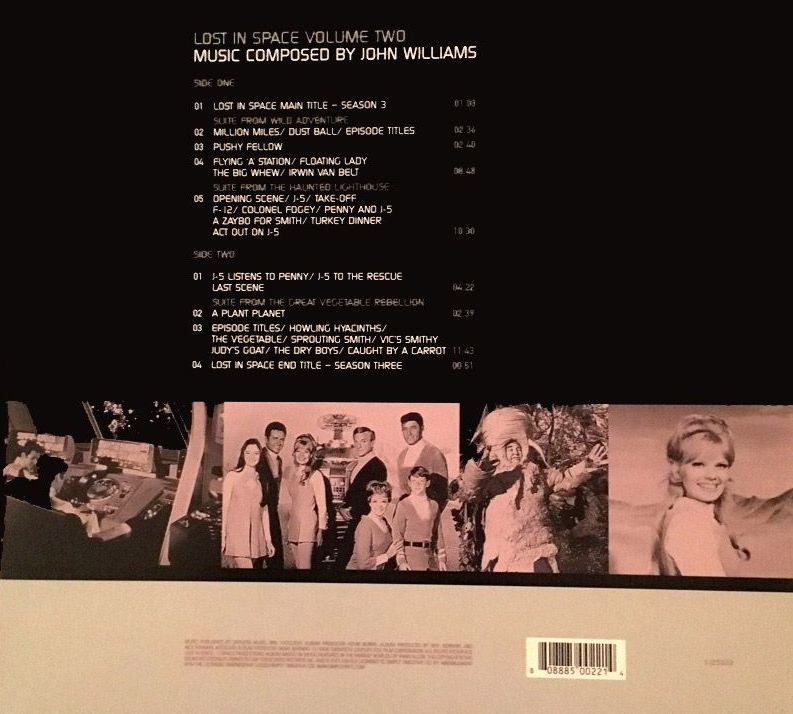 LOST IN SPACE VOLUME TWO
MUSIC COMPOSED BY JOHN WILLIAMS
SIDE ONE
01 LOST IN SPACE MAIN TITLE – SEASON 3 01 03
SUITE FROM WILD ADVENTURE
02 MILLION MILES/ DUST BALL/ EPISODE TITLES 02 36
03 PUSHY FELLOW 02 40
04 FLYING 'A' STATION/ FLOATING LADY
THE BIG WHEW/ IRWIN VAN BELT 08 48
SUITE FROM THE HAUNTED LIGHTHOUSE
05 OPENING SCENE/ J-5/ TAKE-OFF
F-12/ COLONEL FOGEY/ PENNY AND J-5
A ZAYBO FOR SMITH/ TURKEY DINNER
ACT OUT ON J-5 10 30
SIDE TWO
01 J-5 LISTENS TO PENNY/ J-5 TO THE RESCUE
LAST SCENE 04 22
SUITE FROM THE GREAT VEGETABLE REBELLION
02 A PLANT PLANET 02 39
03 EPISODE TITLES/ HOWLING HYACINTHS/
THE VEGETABLE/ SPROUTING SMITH/ VIC'S SMITHY
JUDY'S GOAT/ THE DRY BOYS/ CAUGHT BY A CARROT 11 43
04 LOST IN SPACE END TITLE – SEASON THREE 00 51
8 08885 00221 4